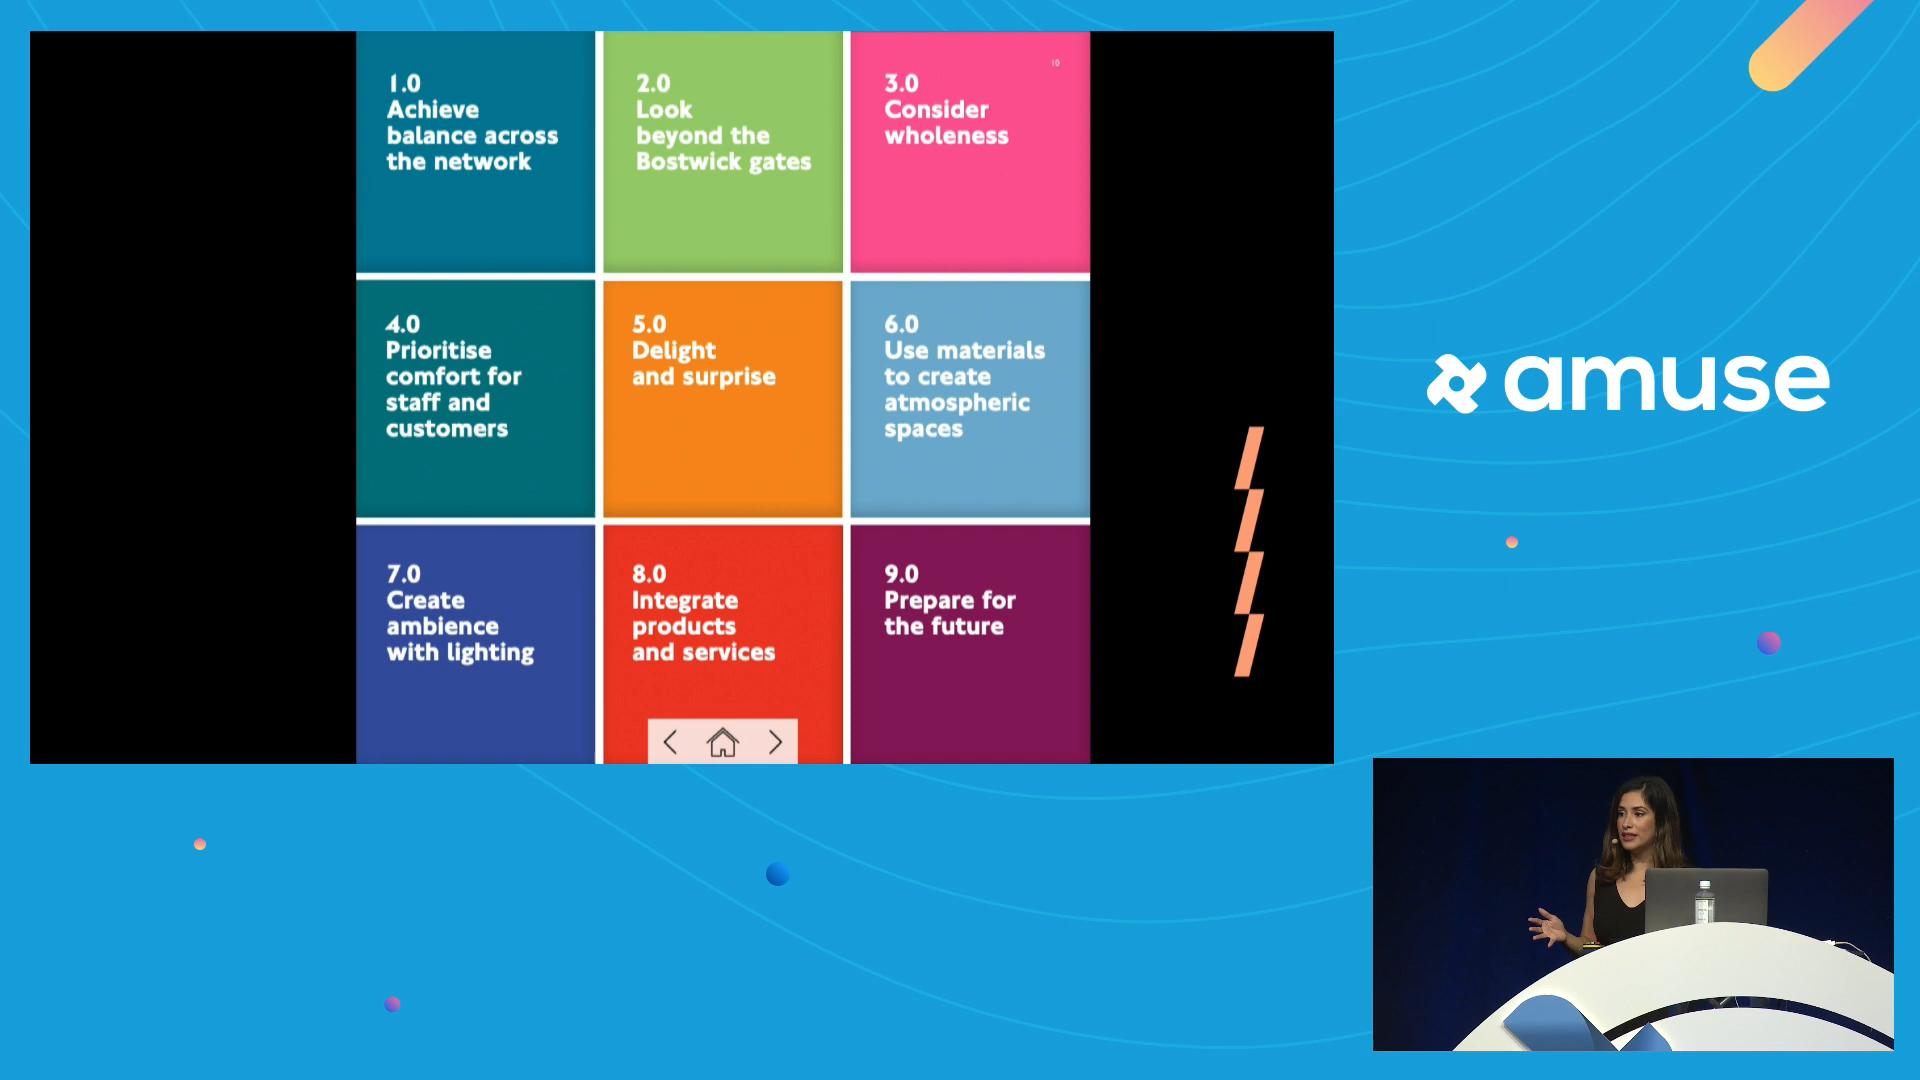 10
1.0
Achieve
balance across
the network
2.0
Look
beyond the
Bostwick gates
3.0
Consider
wholeness
4.0
Prioritise
comfort for
staff and
customers
5.0
Delight
and surprise
6.0
Use materials
to create
atmospheric
spaces
7.0
Create
ambience
with lighting
8.0
Integrate
products
and services
9.0
Prepare for
the future
amuse